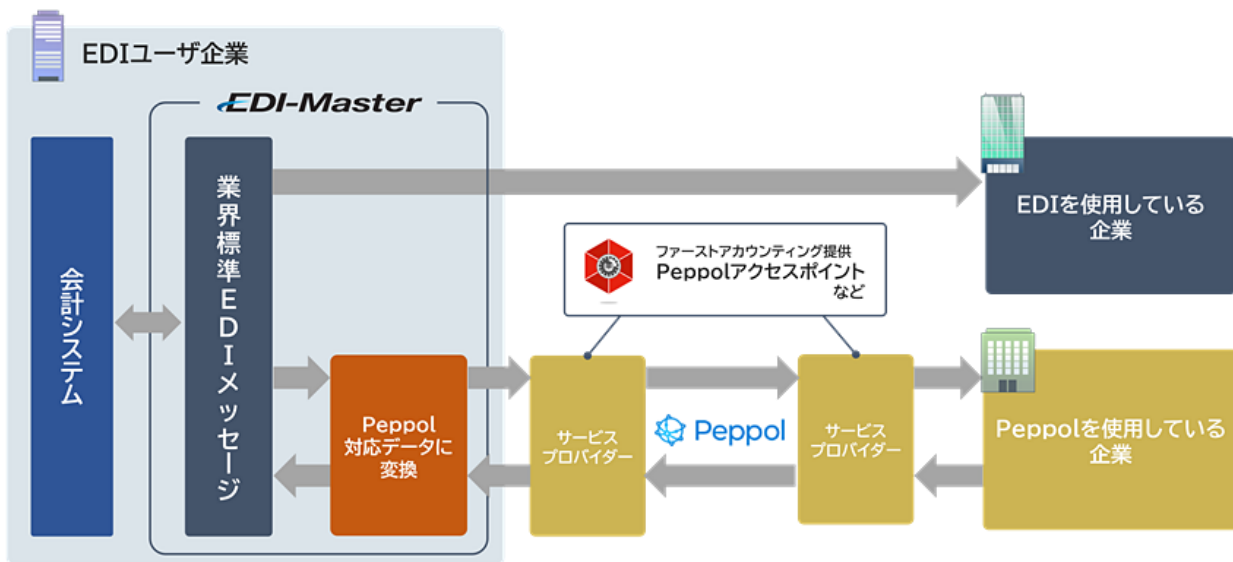 EDIユーザ企業
EDI-Master
会計システム
業界標準EDIメッセージ
EDIを使用している
企業
ファーストアカウンティング提供
Peppolアクセスポイント
など
Peppol
対応データに
変換
サービス
プロバイダー
Peppol
サービス
プロバイダー
Peppolを使用している
企業